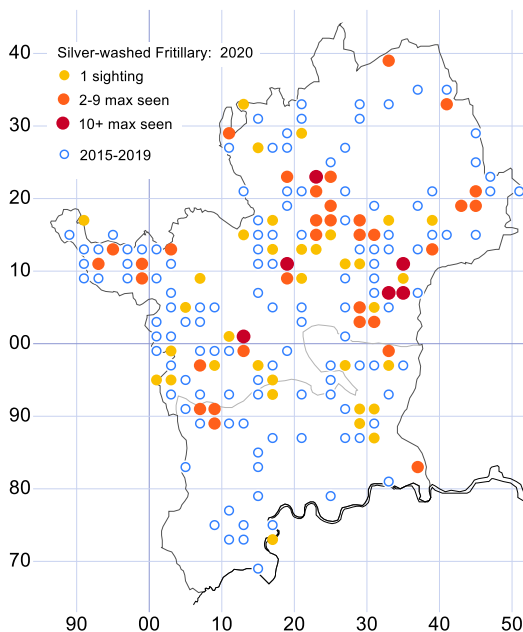 Silver-washed Fritillary: 2020
1 sighting
2-9 max seen
10+ max seen
2015-2019
40
30
20
10
00
90
80
70
90 00 10 20 30 40 50